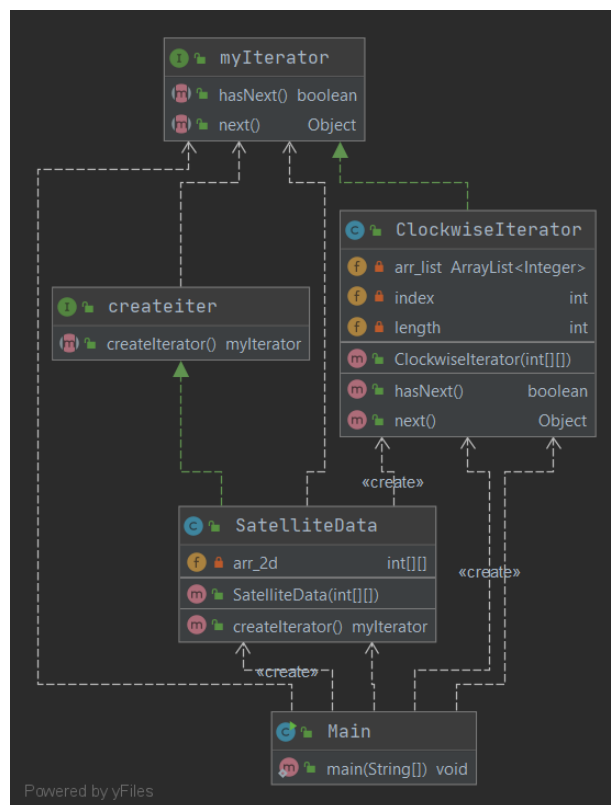 myIterator
hasNext() boolean
next() Object
ClockwiseIterator
arr_list ArrayList<Integer>
index int
length int
ClockwiseIterator(int[][])
hasNext() boolean
next() Object
createiter
createIterator() myIterator
«create»
SatelliteData
arr_2d int[][]
SatelliteData(int[][])
createIterator() myIterator
«create»
«create»
Main
main(String[]) void
Powered by yFiles